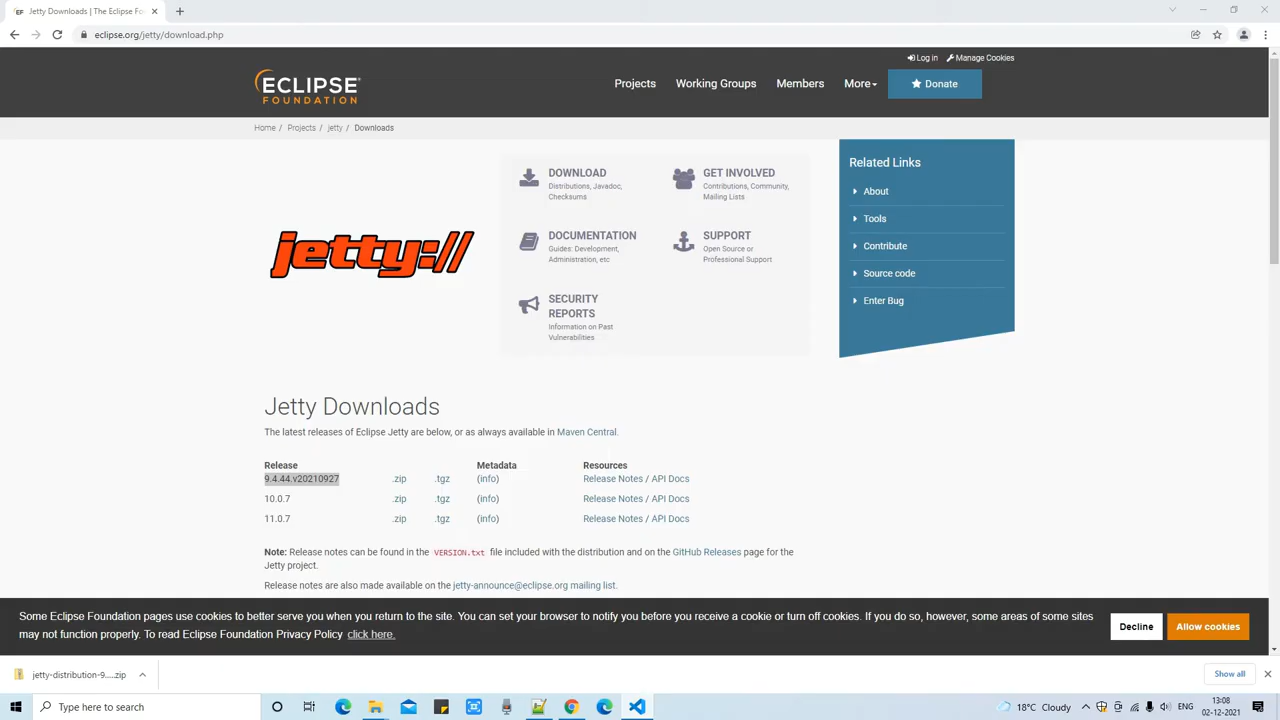 Jetty Downloads | The Eclipse Fo
eclipse.org/jetty/download.php
Log in Manage Cookies
ECLIPSE FOUNDATION
Projects Working Groups Members More Donate
Home / Projects / jetty / Downloads
jetty://
DOWNLOAD
Distributions, Javadoc,
Checksums
GET INVOLVED
Contributions, Community,
Mailing Lists
DOCUMENTATION
Guides: Development,
Administration, etc
SUPPORT
Open Source or
Professional Support
SECURITY
REPORTS
Information on Past
Vulnerabilities
Related Links
About
Tools
Contribute
Source code
Enter Bug
Jetty Downloads
The latest releases of Eclipse Jetty are below, or as always available in Maven Central.
Release Metadata Resources
9.4.44.v20210927 .zip .tgz (info) Release Notes / API Docs
10.0.7 .zip .tgz (info) Release Notes / API Docs
11.0.7 .zip .tgz (info) Release Notes / API Docs
Note: Release notes can be found in the VERSION.txt file included with the distribution and on the GitHub Releases page for the
Jetty project.
Release notes are also made available on the jetty-announce@eclipse.org mailing list.
Some Eclipse Foundation pages use cookies to better serve you when you return to the site. You can set your browser to notify you before you receive a cookie or turn off cookies. If you do so, however, some areas of some sites
may not function properly. To read Eclipse Foundation Privacy Policy click here.
Decline Allow cookies
jetty-distribution-9.....zip
Show all
Type here to search
18°C Cloudy
ENG
13:08
02-12-2021